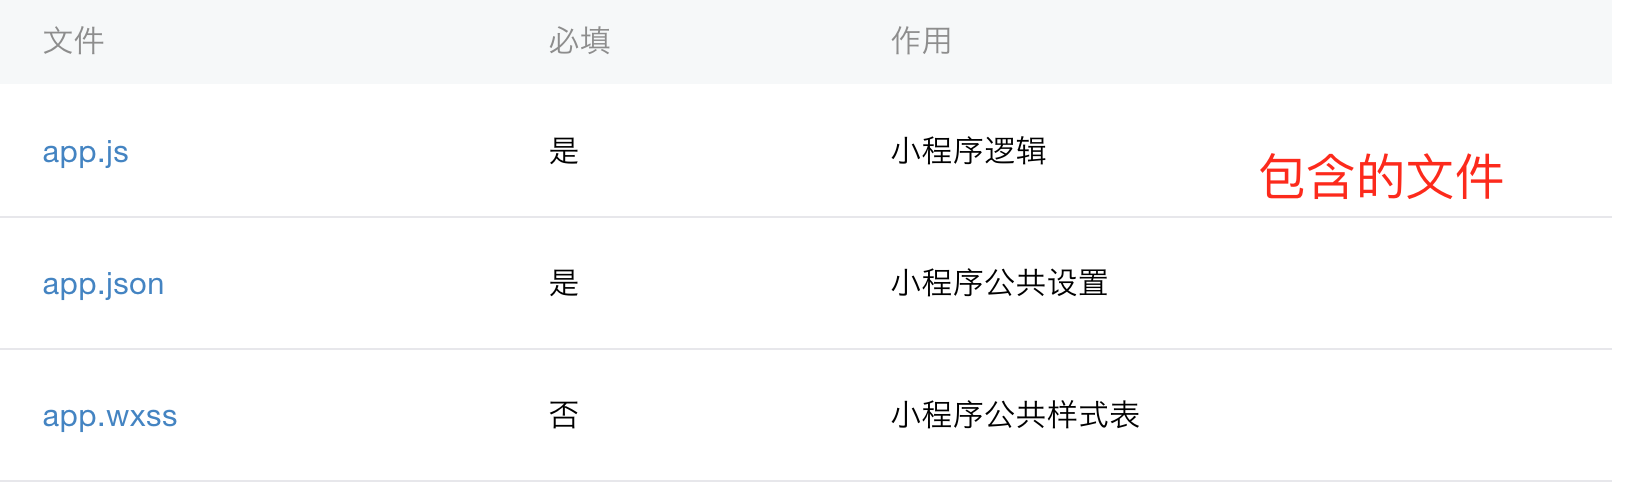 文件 必填 作用
app.js 是 小程序逻辑
包含的文件
app.json 是 小程序公共设置
app.wxss 否 小程序公共样式表